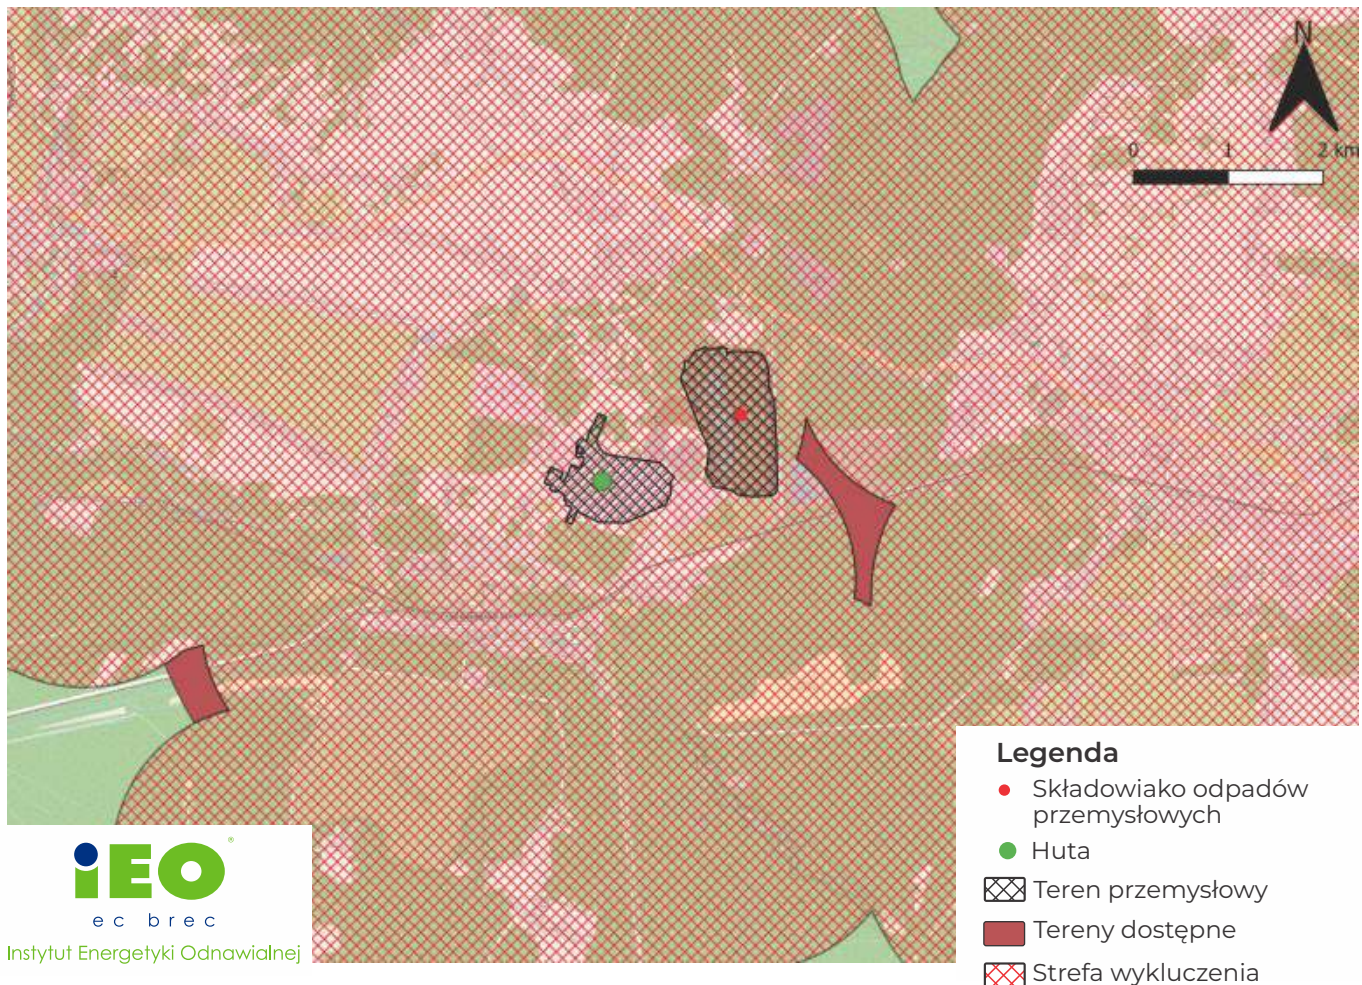 N
0 1 2 km
Legenda
Składowiako odpadów
przemysłowych
Huta
Teren przemysłowy
Tereny dostępne
Strefa wykluczenia
iEO®
ec brec
Instytut Energetyki Odnawialnej